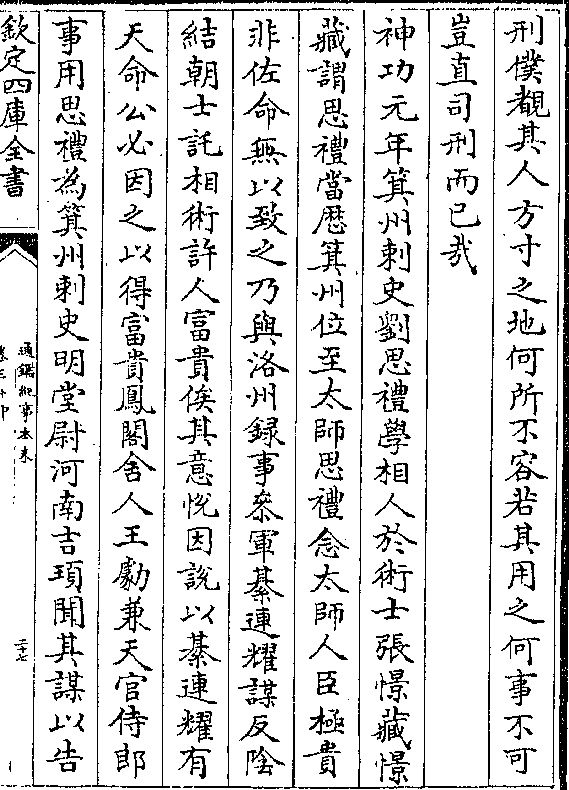 刑僕覩其人方寸之地何所不容若其用之何事不可
豈直司刑而已哉
神功元年箕州刺史劉思禮學相人於術士張憬藏憬
藏謂思禮當歴箕州位至太師思禮念太師人臣極貴
非佐命無以致之乃與洛州録事參軍綦連耀謀反陰
結朝士託相術許人富貴俟其意悅因說以綦連耀有
天命公必因之以得富貴鳳閣舍人王勮兼天官侍郎
事用思禮為箕州刺史明堂尉河南吉頊聞其謀以告
欽定四庫全書
通鑑紀事本末
卷三十中
二十七